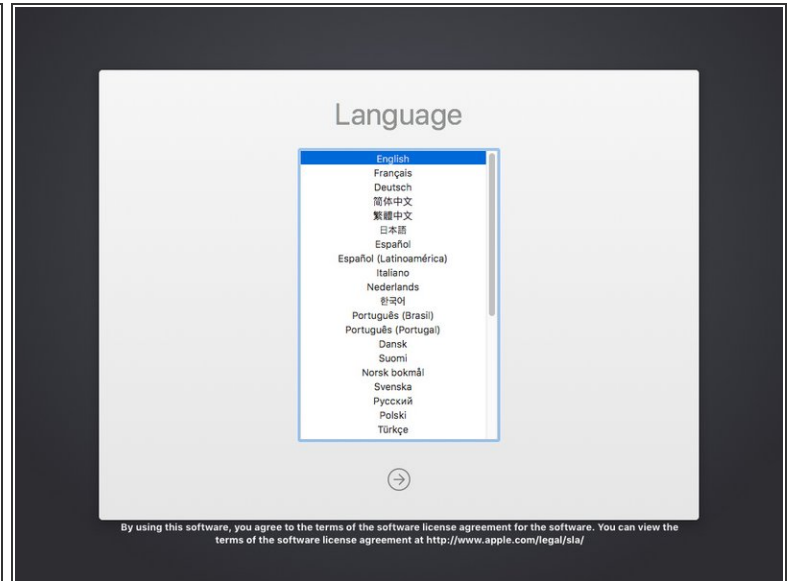 Language
English
Français
Deutsch
简体中文
繁體中文
日本語
Español
Español (Latinoamérica)
Italiano
Nederlands
한국어
Português (Brasil)
Português (Portugal)
Dansk
Suomi
Norsk bokmål
Svenska
Русский
Polski
Türkçe
By using this software, you agree to the terms of the software license agreement for the software. You can view the
terms of the software license agreement at http://www.apple.com/legal/sla/